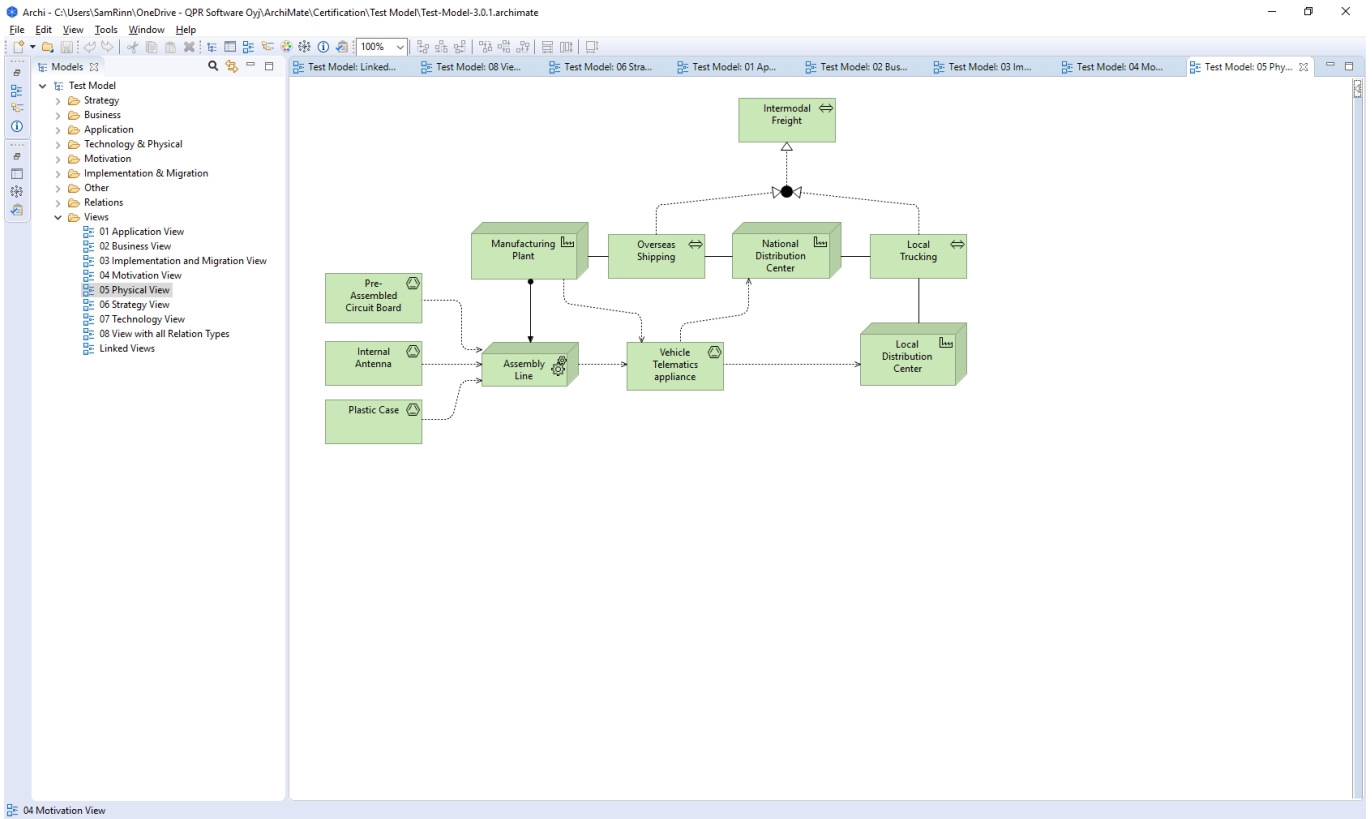 Archi - C:\Users\SamRinn\OneDrive - QPR Software Oyj\ArchiMate\Certification\Test Model\Test-Model-3.0.1.archimate
File Edit View Tools Window Help
100%
Models
Test Model: Linked...
Test Model: 08 Vie...
Test Model: 06 Stra...
Test Model: 01 Ap...
Test Model: 02 Bus...
Test Model: 03 Im...
Test Model: 04 Mo...
Test Model: 05 Phy...
Test Model
Strategy
Business
Application
Technology & Physical
Motivation
Implementation & Migration
Other
Relations
Views
01 Application View
02 Business View
03 Implementation and Migration View
04 Motivation View
05 Physical View
06 Strategy View
07 Technology View
08 View with all Relation Types
Linked Views
Intermodal
Freight
Manufacturing
Plant
Overseas
Shipping
National
Distribution
Center
Local
Trucking
Pre-
Assembled
Circuit Board
Internal
Antenna
Plastic Case
Assembly
Line
Vehicle
Telematics
appliance
Local
Distribution
Center
04 Motivation View